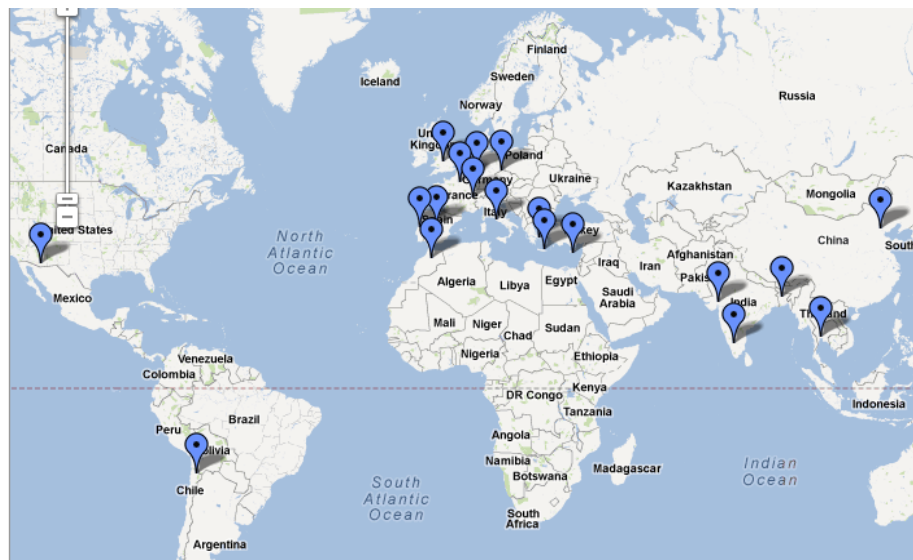 Finland
Iceland
Sweden
Russia
Norway
Canada
Poland
Ukraine
Kazakhstan
Mongolia
Italy
United States
China
South
North
Atlantic
Ocean
Afghanistan
Iraq
Iran
Mexico
Algeria
Libya
Egypt
Saudi
Arabia
India
Mali
Niger
Chad
Sudan
Nigeria
Ethiopia
Venezuela
Colombia
DR Congo
Kenya
Indonesia
Tanzania
Peru
Brazil
Angola
Bolivia
Namibia
Botswana
Madagascar
Indian
Ocean
Chile
South
Atlantic
Ocean
South
Africa
Argentina